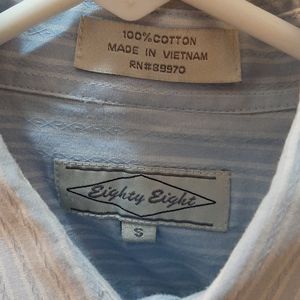 100% COTTON
MADE IN VIETNAM
RN#89970
Eighty Eight
S